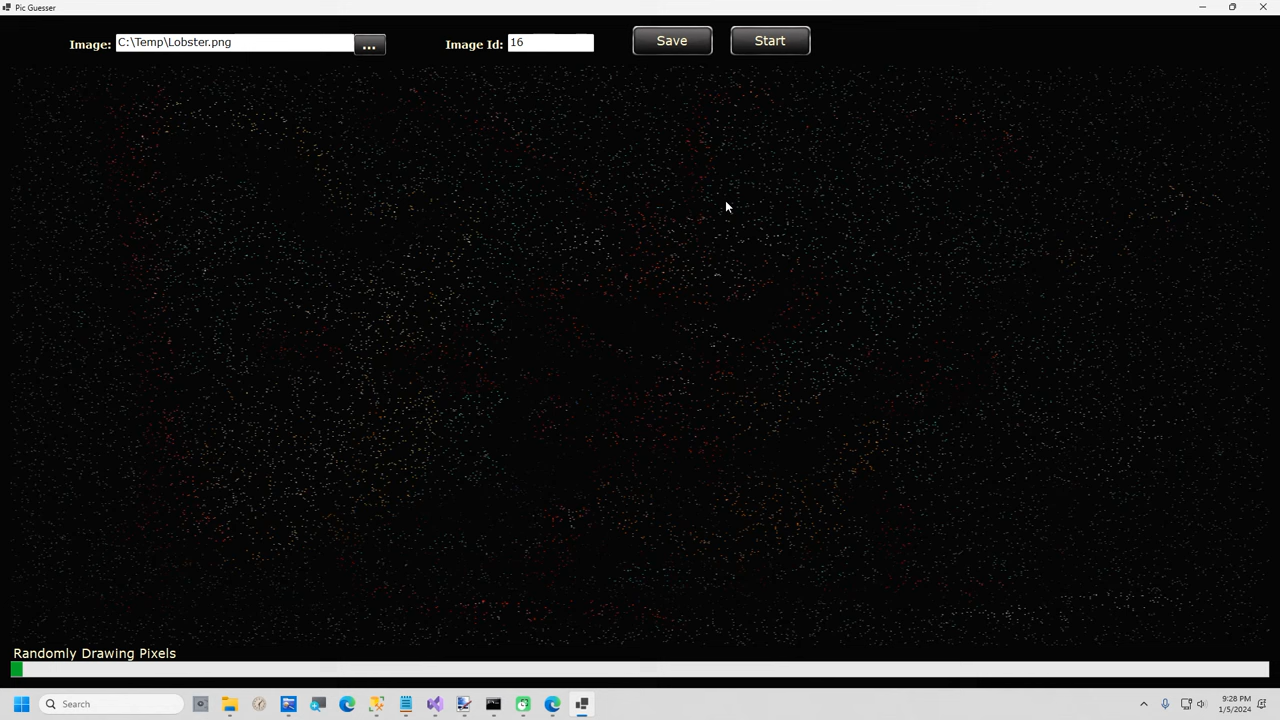 Pic Guesser
Image: C:\Temp\Lobster.png ... Image Id: 16 Save Start
Randomly Drawing Pixels
Search
9:28 PM
1/5/2024